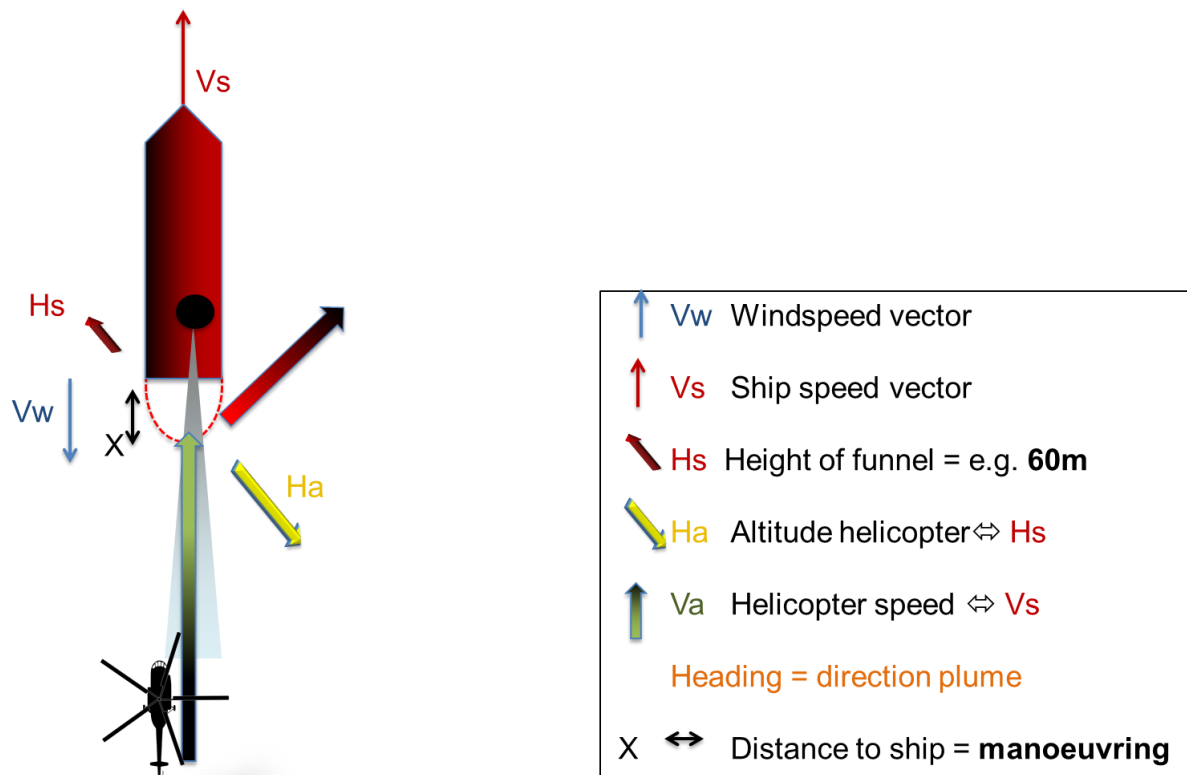 Vs
Hs
Vw
X
Ha
Vw Windspeed vector
Vs Ship speed vector
Hs Height of funnel = e.g. 60m
Ha Altitude helicopter ⇔ Hs
Va Helicopter speed ⇔ Vs
Heading = direction plume
X ↔ Distance to ship = manoeuvring